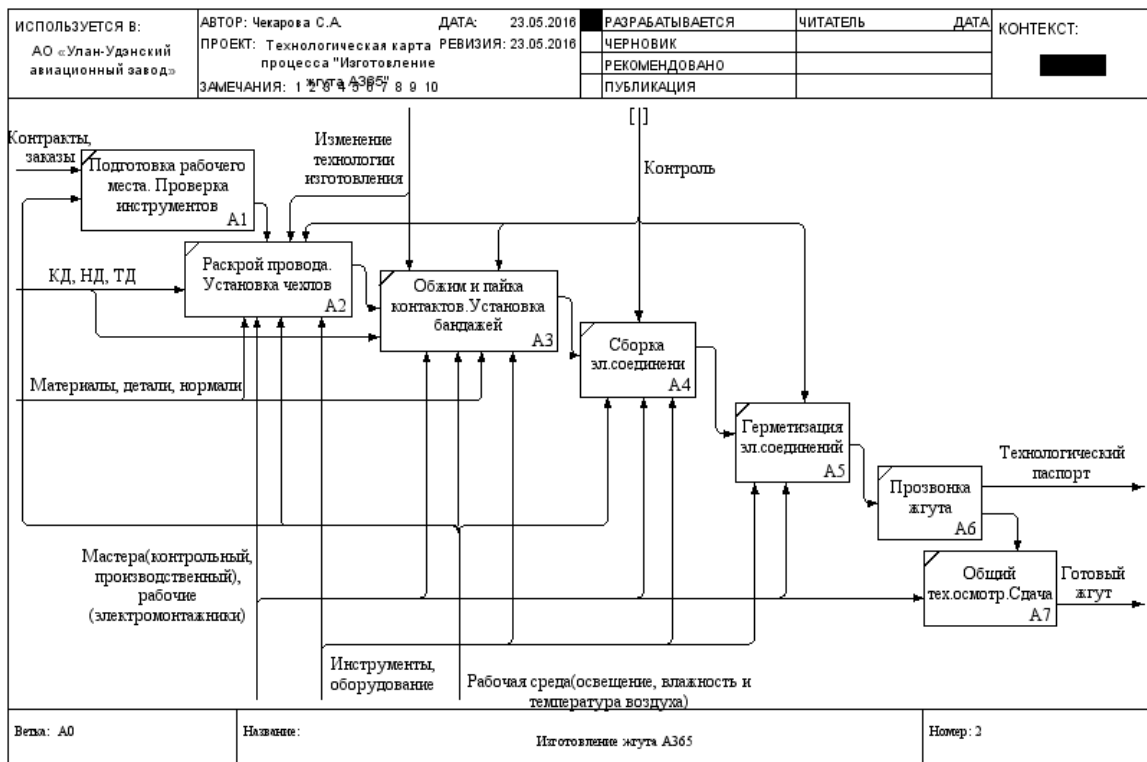 ИСПОЛЬЗУЕТСЯ В:
АО «Улан-Удэнский
авиационный завод»
АВТОР: Чекарова С.А.
ДАТА: 23.05.2016
ПРОЕКТ: Технологическая карта
процесса "Изготовление
жгута А365"
РЕВИЗИЯ: 23.05.2016
ЗАМЕЧАНИЯ: 1 2 3 4 5 6 7 8 9 10
РАЗРАБАТЫВАЕТСЯ
ЧЕРНОВИК
РЕКОМЕНДОВАНО
ПУБЛИКАЦИЯ
ЧИТАТЕЛЬ
ДАТА
КОНТЕКСТ:
Контракты,
заказы
Подготовка рабочего
места. Проверка
инструментов
А1
Изменение
технологии
изготовления
[ ]
Контроль
КД, НД, ТД
Раскрой провода.
Установка чехлов
А2
Обжим и пайка
контактов.Установка
бандажей
А3
Сборка
эл.соединени
А4
Материалы, детали, нормали
Герметизация
эл.соединений
А5
Технологический
паспорт
Прозвонка
жгута
А6
Мастера(контрольный,
производственный),
рабочие
(электромонтажники)
Общий
тех.осмотр.Сдача
А7
Готовый
жгут
Инструменты,
оборудование
Рабочая среда(освещение, влажность и
температура воздуха)
Ветка: А0
Название:
Изготовление жгута А365
Номер: 2